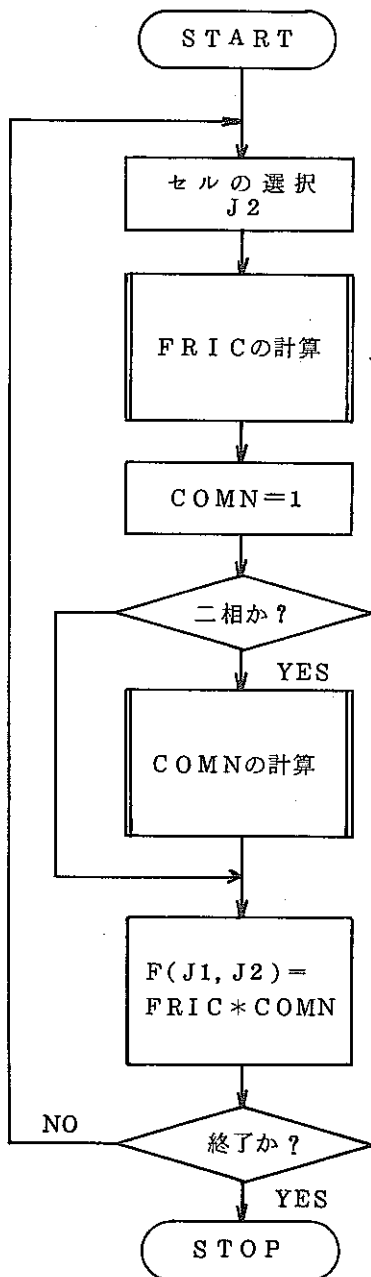 START
セルの選択
J2
FRICの計算
COMN=1
二相か?
YES
COMNの計算
F(J1, J2)=
FRIC*COMN
NO
終了か?
YES
STOP